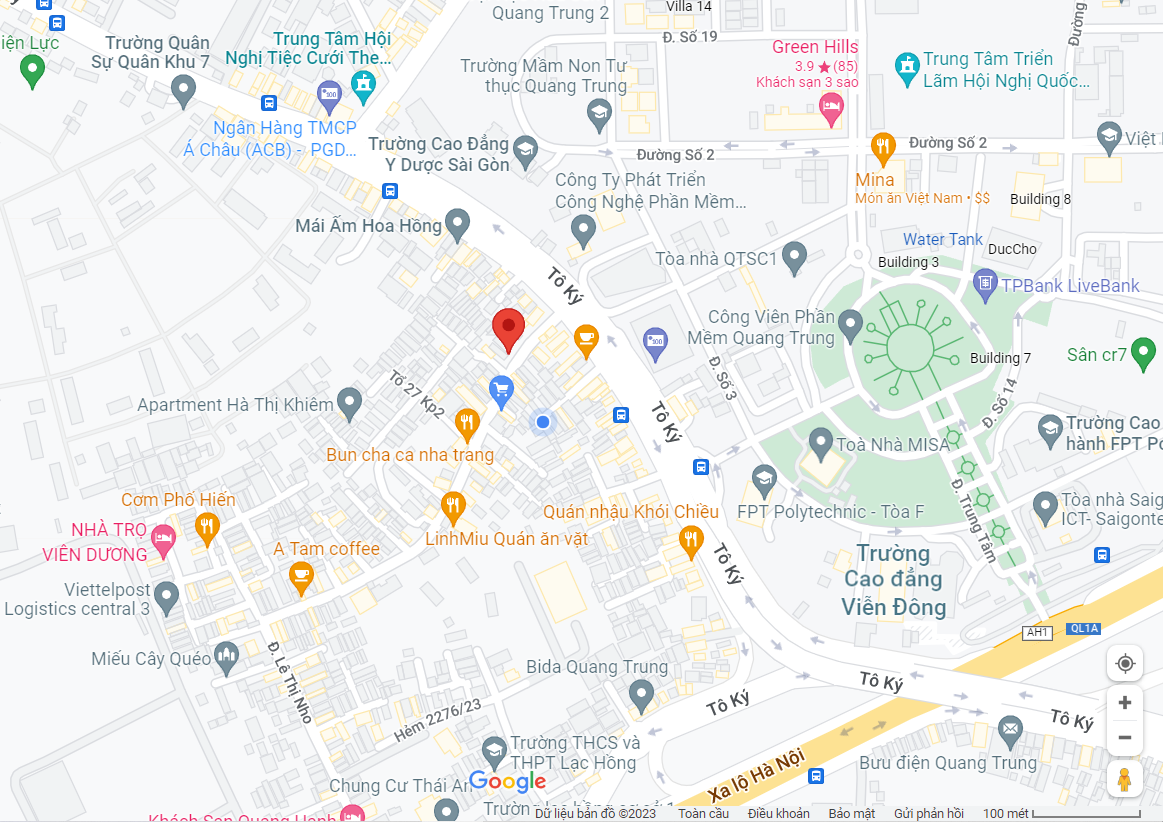 Quang Trung 2
Villa 14
Đ. Số 19
Đường
iện Lực
Trường Quân
Sự Quân Khu 7
Trung Tâm Hội
Nghị Tiệc Cưới The...
Trường Mầm Non Tư
thục Quang Trung
Green Hills
3.9 ★ (85)
Khách sạn 3 sao
Trung Tâm Triển
Lãm Hội Nghị Quốc...
Ngân Hàng TMCP
Á Châu (ACB) - PGD...
Trường Cao Đẳng
Y Dược Sài Gòn
Đường Số 2
Đường Số 2
Việt
Công Ty Phát Triển
Công Nghệ Phần Mềm...
Mina
Món ăn Việt Nam • $$
Building 8
Mái Ấm Hoa Hồng
Water Tank
DucCho
Tòa nhà QTSC1
Building 3
Tô Ký
TPBank LiveBank
Công Viên Phần
Mềm Quang Trung
Building 7
Sân cr7
Đ. Số 3
Tổ 27 Kp2
Đ. Số 14
Apartment Hà Thị Khiêm
Tô Ký
Trường Cao
hành FPT Po
Toà Nhà MISA
Bun cha ca nha trang
Cơm Phố Hiến
Quán nhậu Khói Chiều
FPT Polytechnic - Tòa F
Đ. Trung Tâm
Tòa nhà Saig
ICT- Saigonte
NHÀ TRỌ
VIÊN DƯƠNG
LinhMiu Quán ăn vặt
A Tam coffee
Tô Ký
Trường
Cao đẳng
Viễn Đông
Viettelpost
Logistics central 3
AH1
QL1A
Miếu Cây Quéo
Đ. Lê Thị Nho
Bida Quang Trung
Tô Ký
Tô Ký
Tô Ký
Hẻm 2276/23
Trường THCS và
THPT Lạc Hồng
Xa lộ Hà Nội
Bưu điện Quang Trung
Chung Cư Thái An
Google
Khách Sạn Quang Hạnh
Dữ liệu bản đồ ©2023
Toàn cầu
Điều khoản
Bảo mật
Gửi phản hồi
100 mét